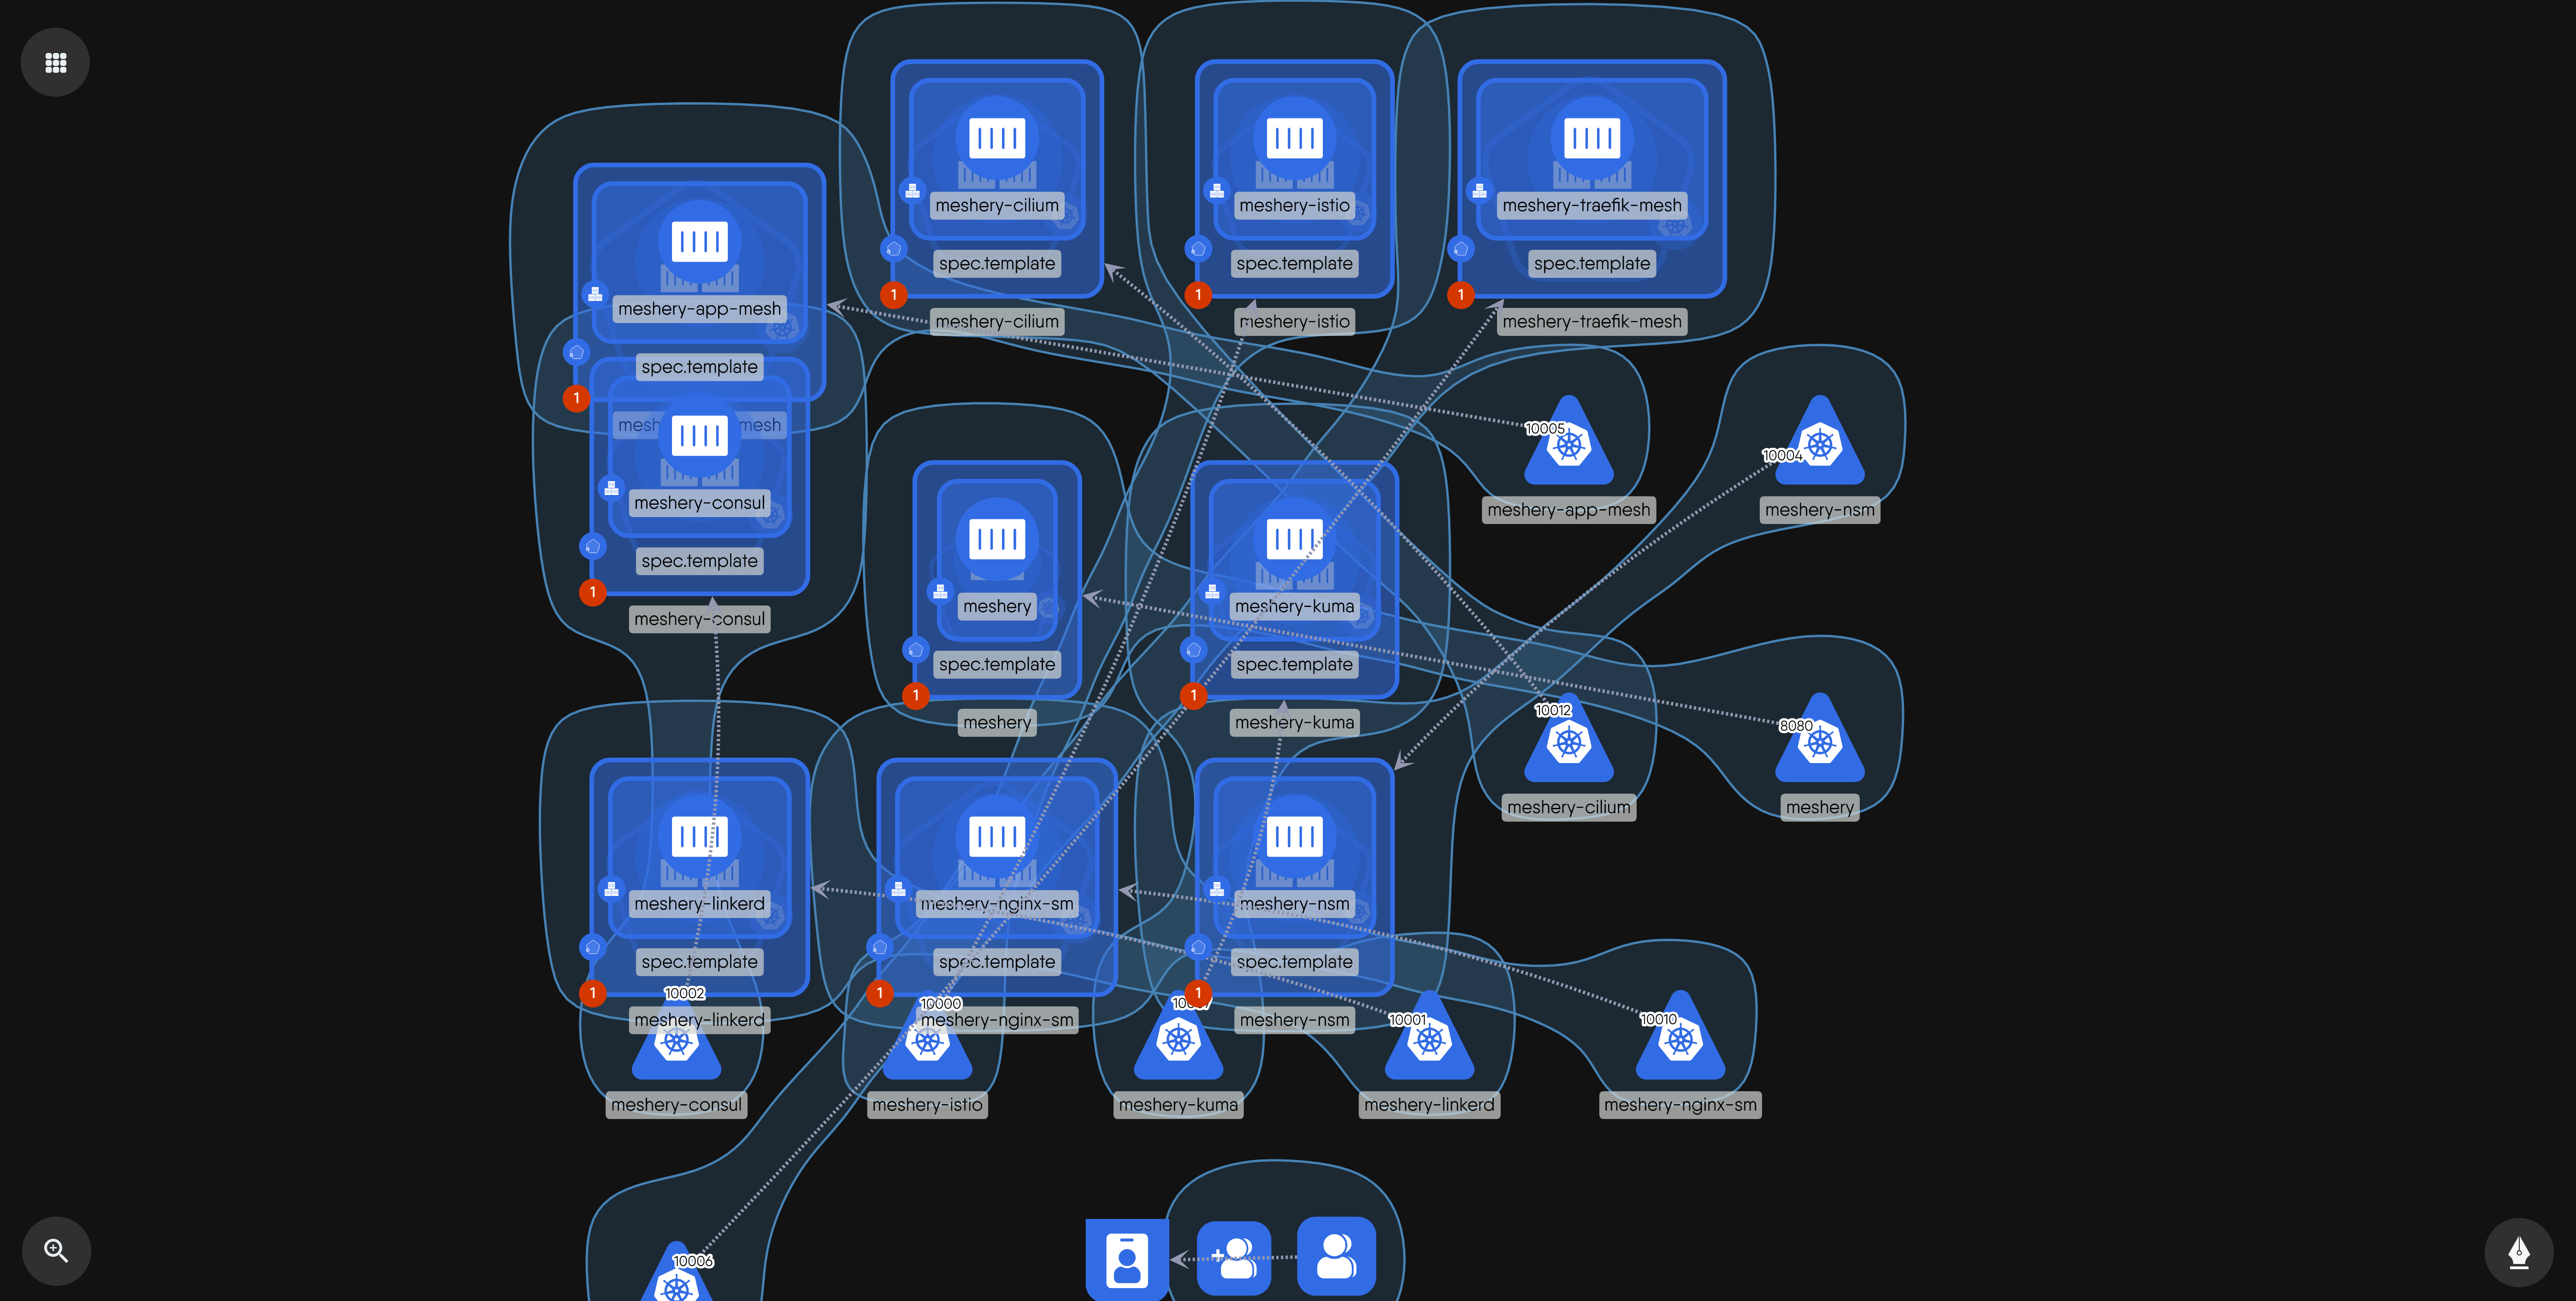 meshery-cilium
spec.template
1
meshery-cilium
meshery-istio
spec.template
1
meshery-istio
meshery-traefik-mesh
spec.template
1
meshery-traefik-mesh
meshery-app-mesh
spec.template
1
mesh mesh
meshery-consul
spec.template
1
meshery-consul
10005
meshery-app-mesh
10004
meshery-nsm
meshery
spec.template
1
meshery
meshery-kuma
spec.template
1
meshery-kuma
10012
meshery-cilium
8080
meshery
meshery-linkerd
spec.template
1
meshery-linkerd
meshery-nginx-sm
spec.template
1
meshery-nginx-sm
meshery-nsm
spec.template
1
meshery-nsm
10002
meshery-consul
10000
meshery-istio
meshery-kuma
10001
meshery-linkerd
10010
meshery-nginx-sm
10006